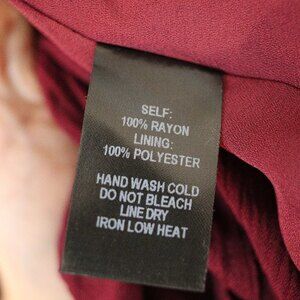 SELF:
100% RAYON
LINING:
100% POLYESTER
HAND WASH COLD
DO NOT BLEACH
LINE DRY
IRON LOW HEAT